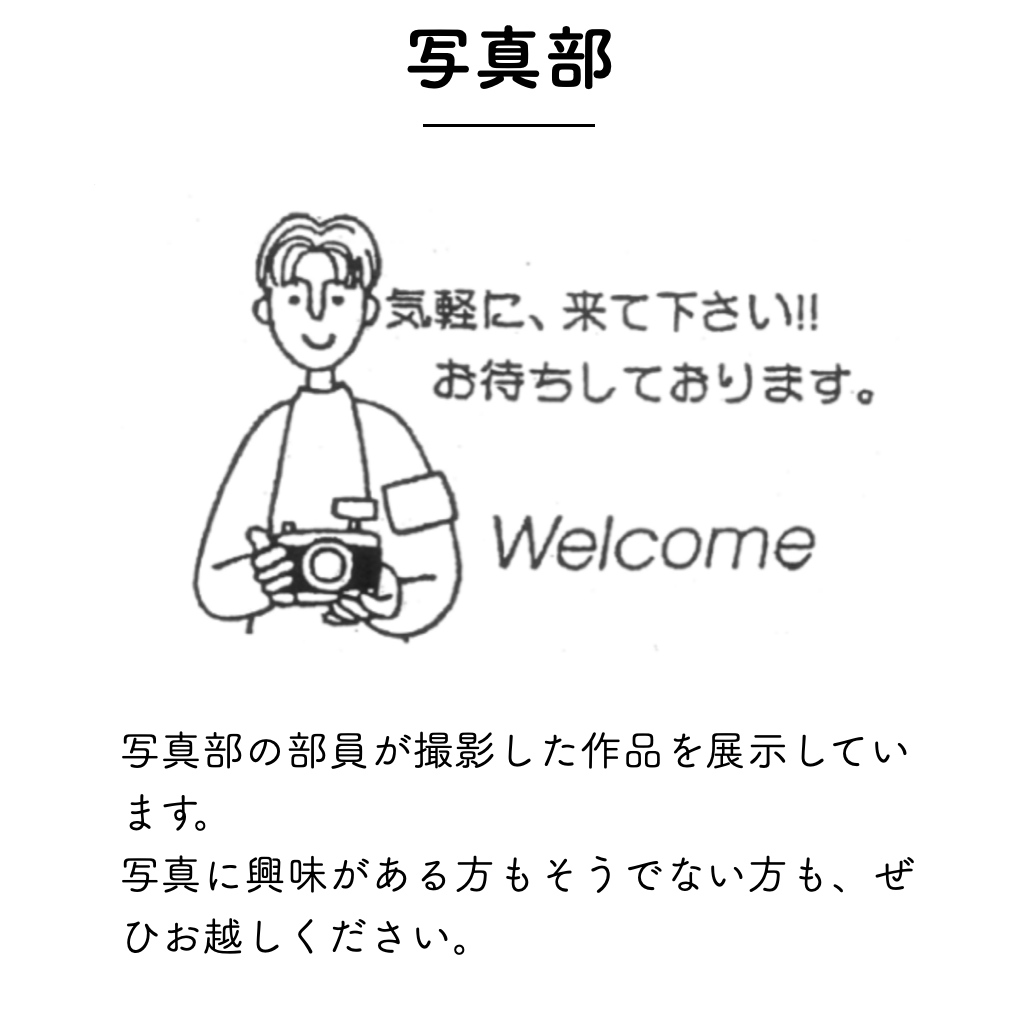 写真部
気軽に、来て下さい!!
お待ちしております。
Welcome
写真部の部員が撮影した作品を展示してい
ます。
写真に興味がある方もそうでない方も、ぜ
ひお越しください。